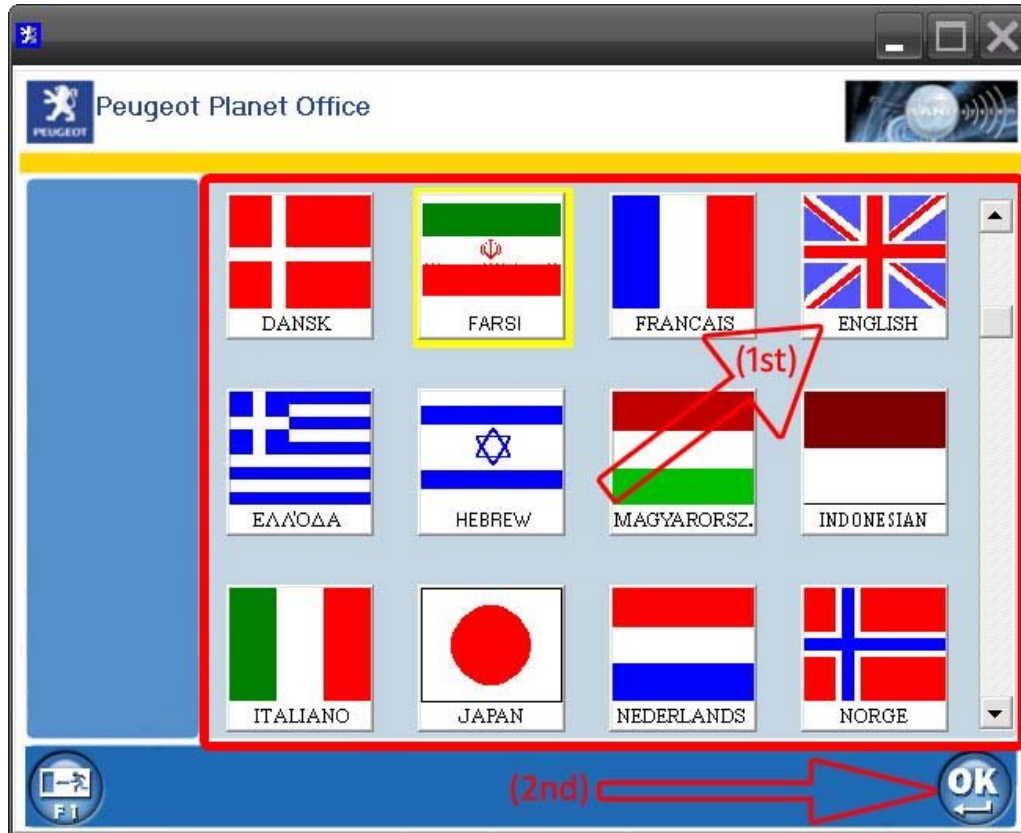 Peugeot Planet Office
PEUGEOT
DANSK
FARSI
FRANCAIS
ENGLISH
(1st)
ΕΛΛΌΔΑ
HEBREW
MAGYARORSZ.
INDONESIAN
ITALIANO
JAPAN
NEDERLANDS
NORGE
F1
(2nd)
OK